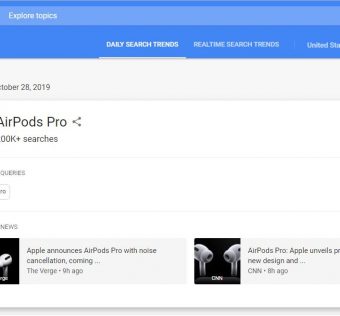 Explore topics
DAILY SEARCH TRENDS REALTIME SEARCH TRENDS United Sta
ctober 28, 2019
AirPods Pro
200K+ searches
QUERIES
ro
NEWS
Apple announces AirPods Pro with noise
cancellation, coming ...
The Verge • 9h ago
AirPods Pro: Apple unveils pr
new design and ...
CNN • 8h ago
erge
CNN